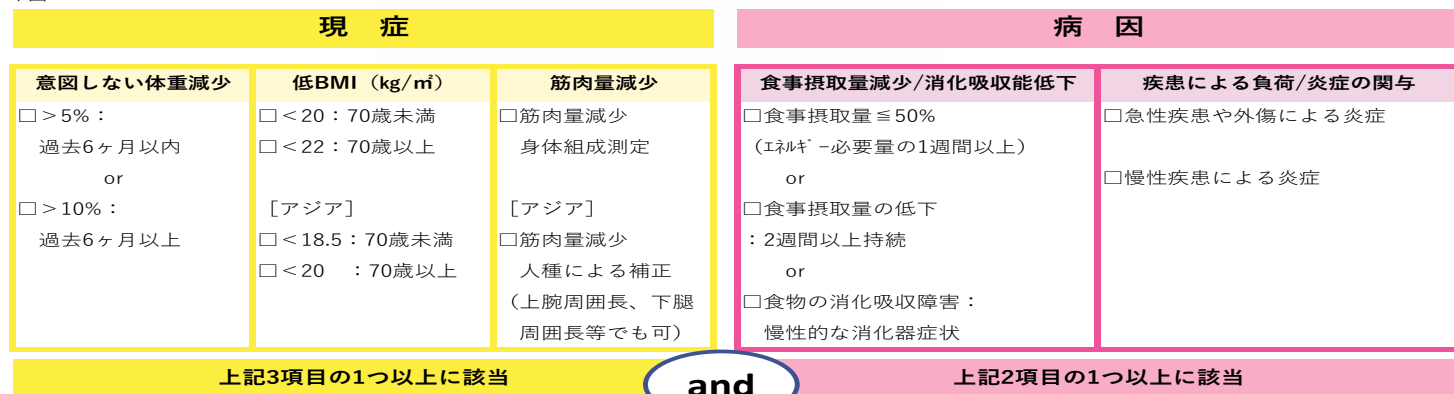 現 症
意図しない体重減少
□>5%：
過去6ヶ月以内
or
□>10%：
過去6ヶ月以上
低BMI（kg/㎡）
□<20：70歳未満
□<22：70歳以上
［アジア］
□<18.5：70歳未満
□<20 ：70歳以上
筋肉量減少
□筋肉量減少
身体組成測定
［アジア］
□筋肉量減少
人種による補正
（上腕周囲長、下腿
周囲長等でも可）
上記3項目の1つ以上に該当
and
病 因
食事摂取量減少/消化吸収能低下
□食事摂取量≦50%
（ｴﾈﾙｷﾞｰ必要量の1週間以上）
or
□食事摂取量の低下
：2週間以上持続
or
□食物の消化吸収障害：
慢性的な消化器症状
疾患による負荷/炎症の関与
□急性疾患や外傷による炎症
□慢性疾患による炎症
上記2項目の1つ以上に該当